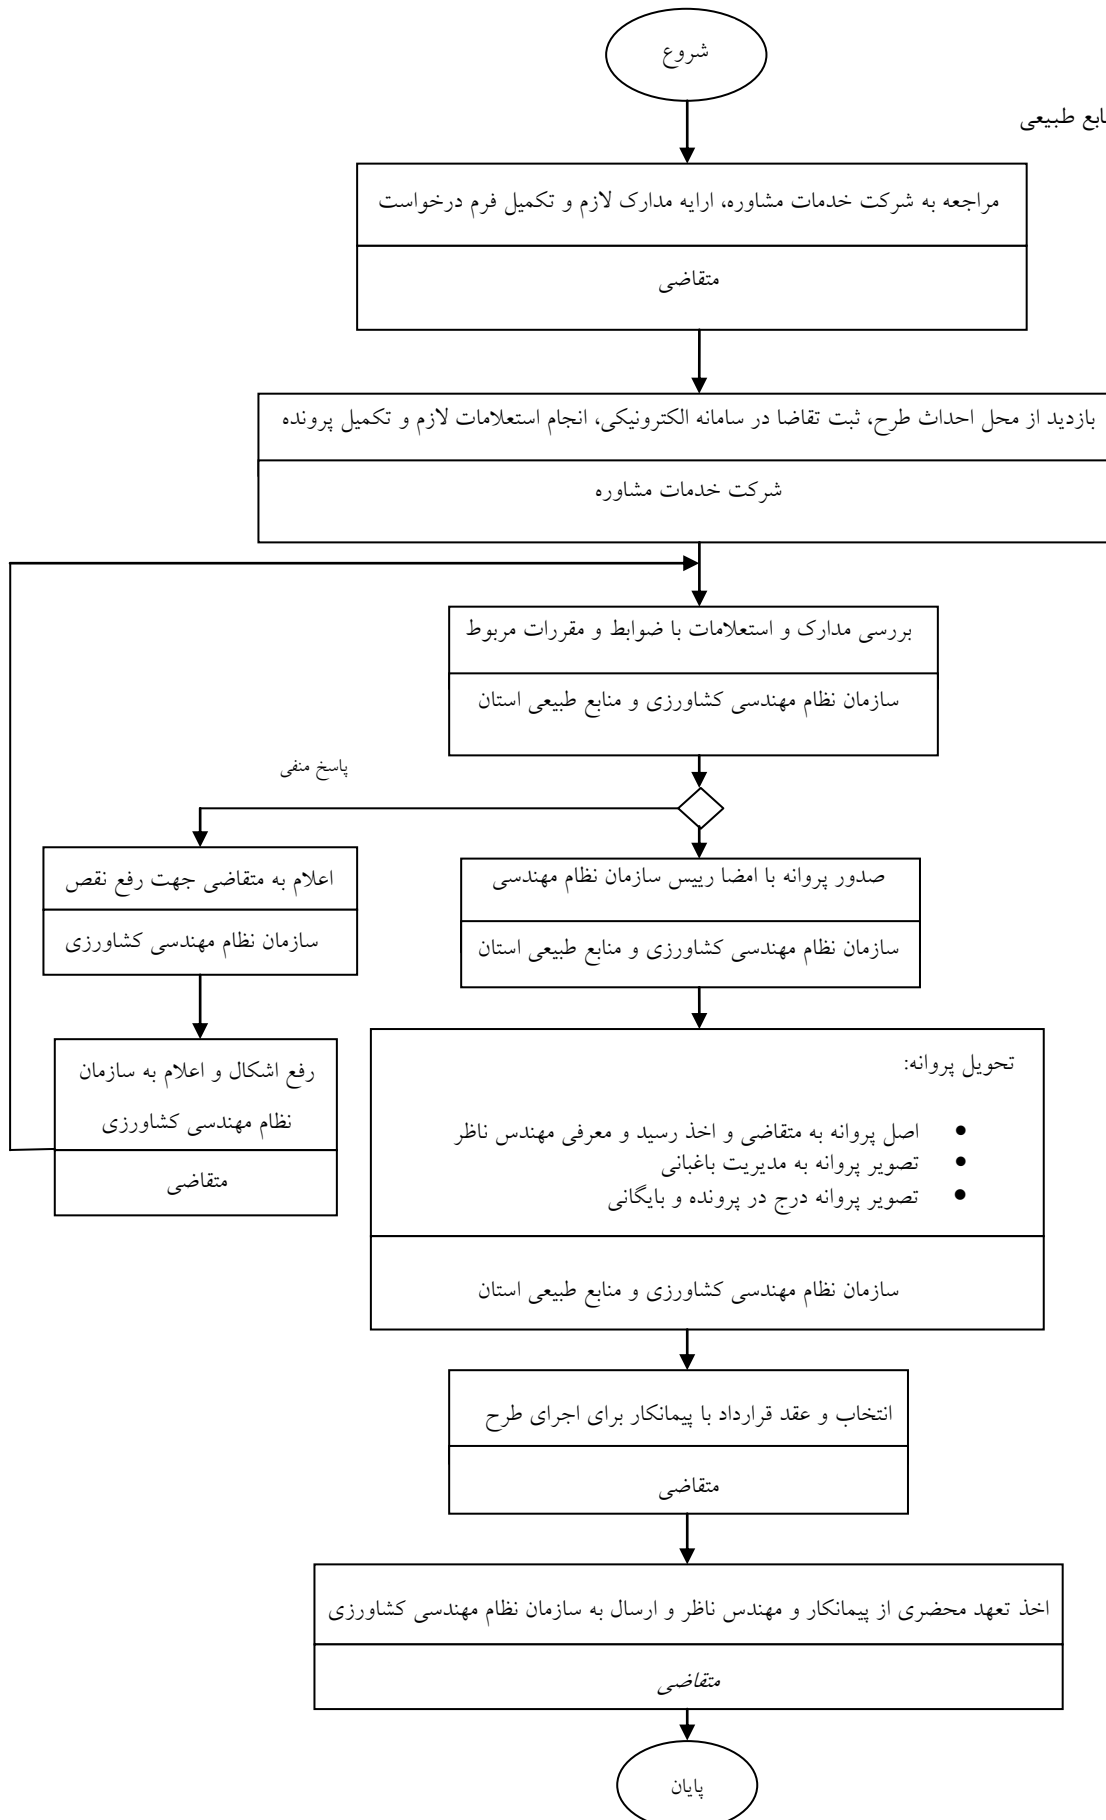 شروع
ابع طبیعی
مراجعه به شرکت خدمات مشاوره، ارایه مدارک لازم و تکمیل فرم درخواست
متقاضی
بازدید از محل احداث طرح، ثبت تقاضا در سامانه الکترونیکی، انجام استعلامات لازم و تکمیل پرونده
شرکت خدمات مشاوره
بررسی مدارک و استعلامات با ضوابط و مقررات مربوط
سازمان نظام مهندسی کشاورزی و منابع طبیعی استان
پاسخ منفی
صدور پروانه با امضا رییس سازمان نظام مهندسی
سازمان نظام مهندسی کشاورزی و منابع طبیعی استان
اعلام به متقاضی جهت رفع نقص
سازمان نظام مهندسی کشاورزی
رفع اشکال و اعلام به سازمان
نظام مهندسی کشاورزی
متقاضی
تحویل پروانه:
• اصل پروانه به متقاضی و اخذ رسید و معرفی مهندس ناظر
• تصویر پروانه به مدیریت باغبانی
• تصویر پروانه درج در پرونده و بایگانی
سازمان نظام مهندسی کشاورزی و منابع طبیعی استان
انتخاب و عقد قرارداد با پیمانکار برای اجرای طرح
متقاضی
اخذ تعهد محضری از پیمانکار و مهندس ناظر و ارسال به سازمان نظام مهندسی کشاورزی
متقاضی
پایان